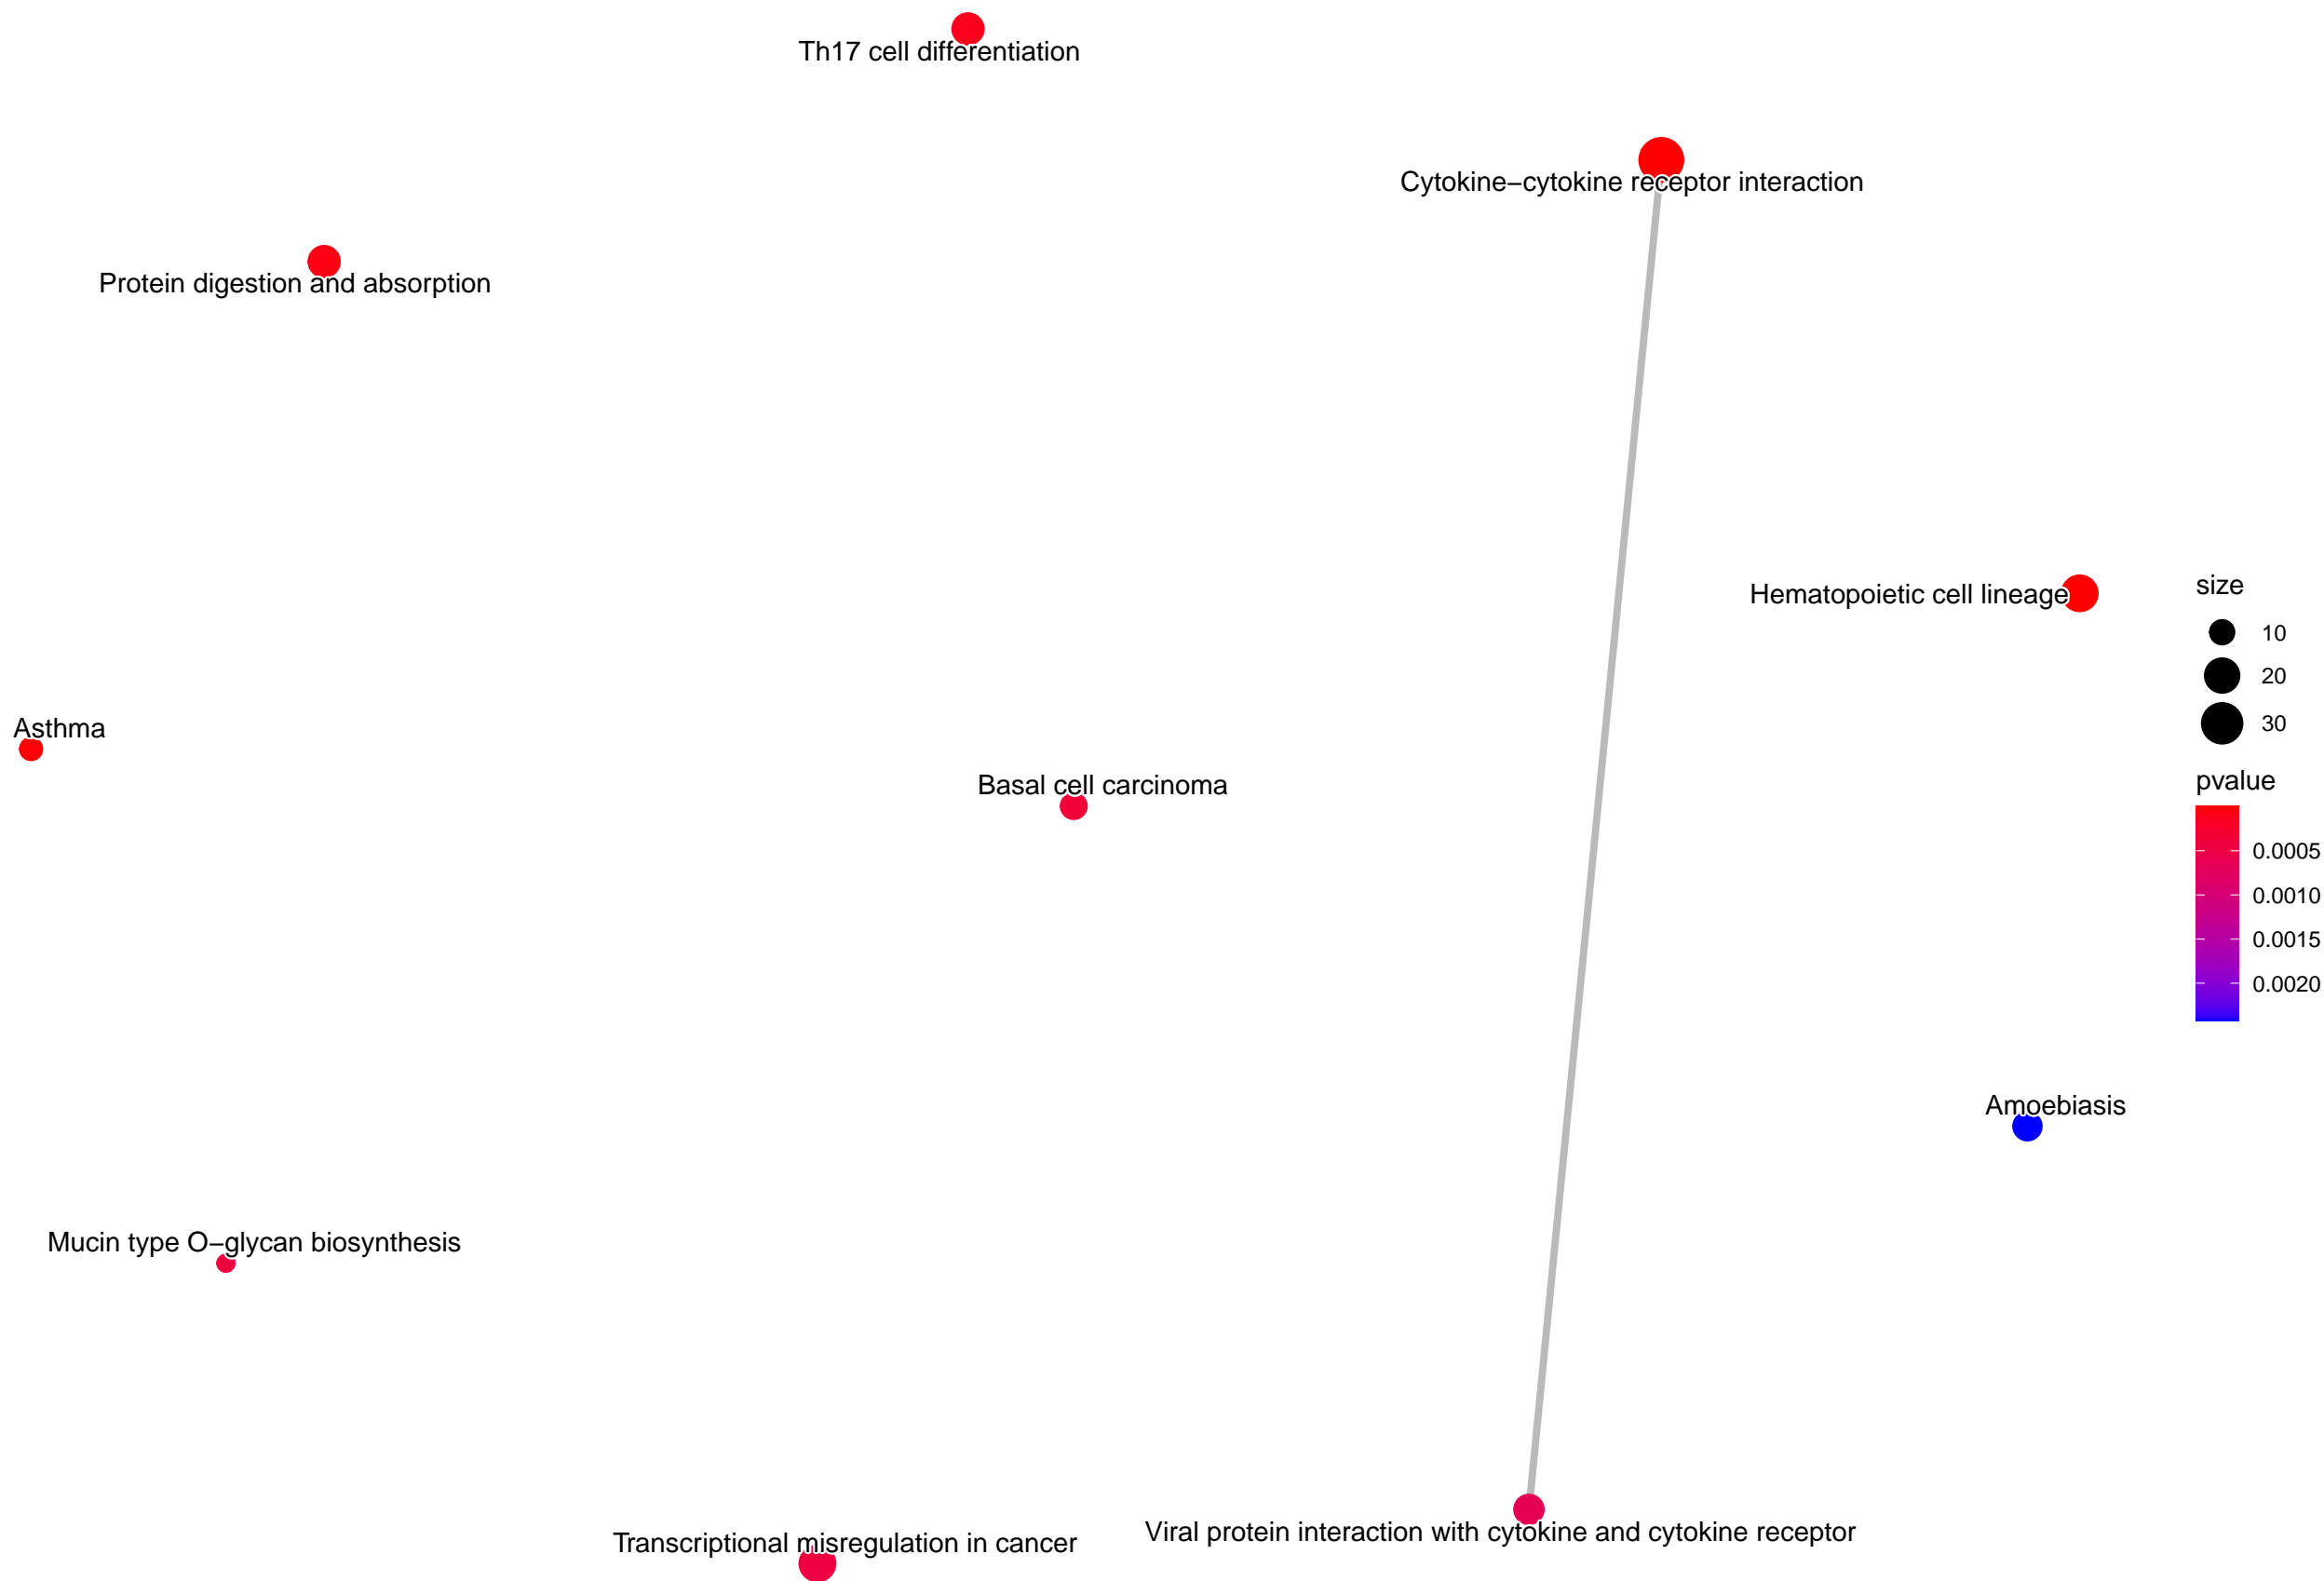 Th17 cell differentiation
Cytokine−cytokine receptor interaction
Protein digestion and absorption
Hematopoietic cell lineage
size
10
20
30
Asthma
Basal cell carcinoma
pvalue
0.0005
0.0010
0.0015
0.0020
Amoebiasis
Mucin type O−glycan biosynthesis
Viral protein interaction with cytokine and cytokine receptor
Transcriptional misregulation in cancer